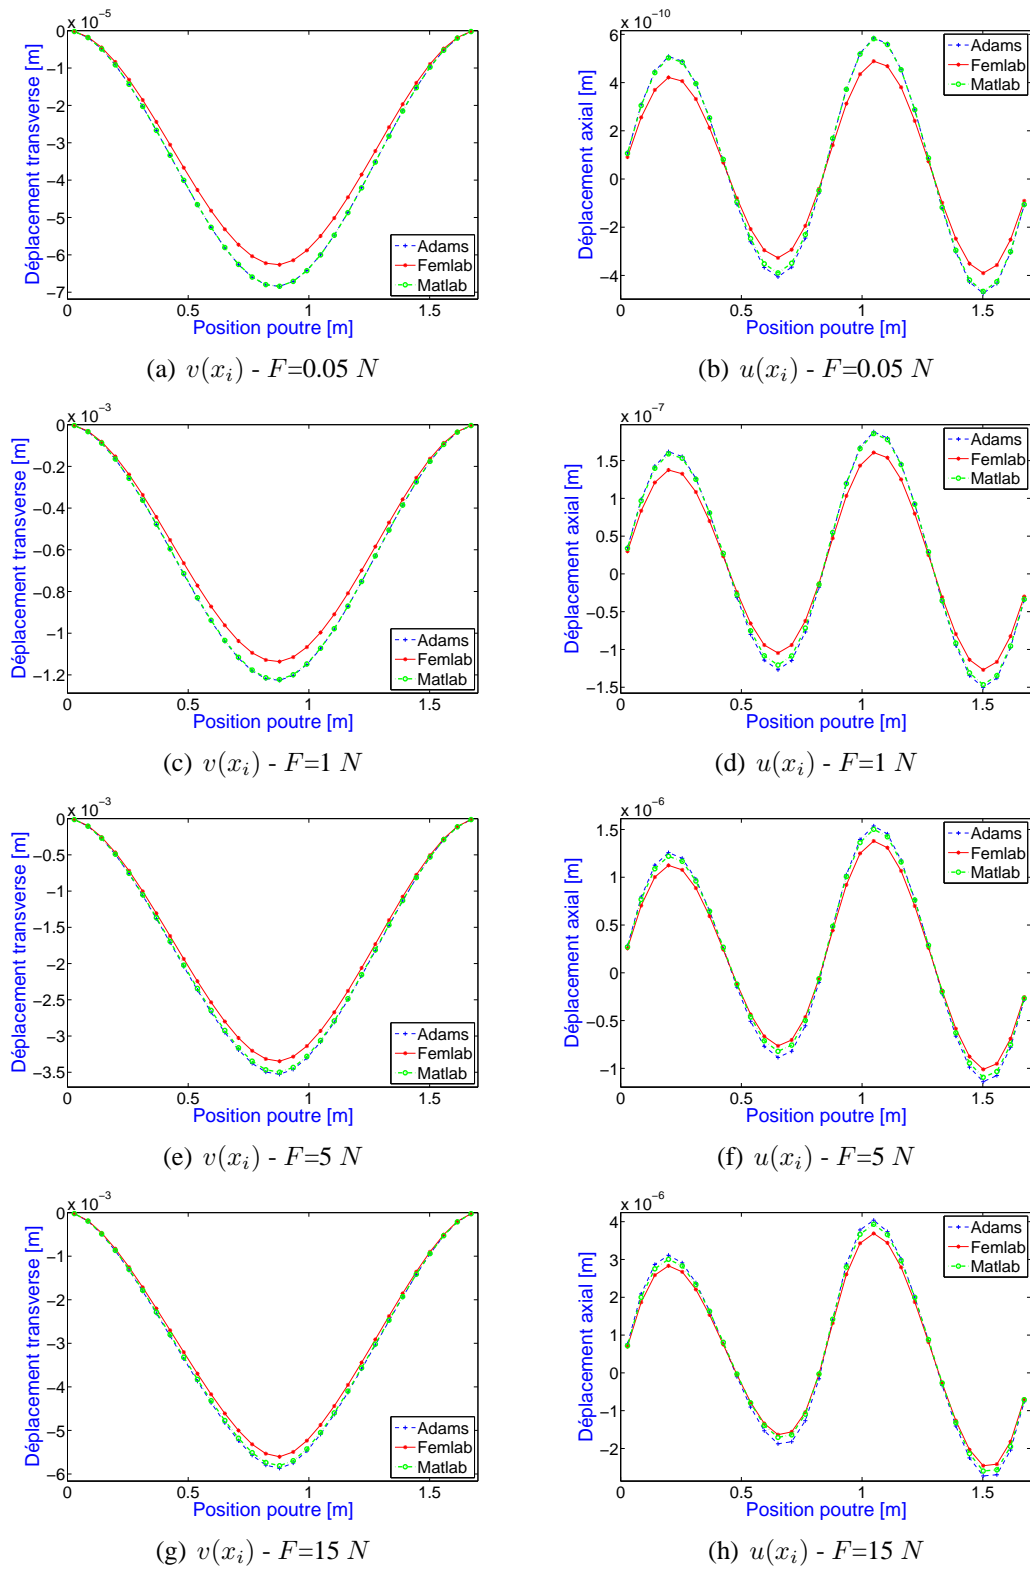 x 10⁻⁵
0
−1
−2
−3
−4
−5
−6
−7
Déplacement transverse [m]
Adams
Femlab
Matlab
0
0.5
1
1.5
Position poutre [m]
(a) v(xᵢ) - F=0.05 N
x 10⁻¹⁰
6
4
2
0
−2
−4
Déplacement axial [m]
Adams
Femlab
Matlab
0
0.5
1
1.5
Position poutre [m]
(b) u(xᵢ) - F=0.05 N
x 10⁻³
0
−0.2
−0.4
−0.6
−0.8
−1
−1.2
Déplacement transverse [m]
Adams
Femlab
Matlab
0
0.5
1
1.5
Position poutre [m]
(c) v(xᵢ) - F=1 N
x 10⁻⁷
1.5
1
0.5
0
−0.5
−1
−1.5
Déplacement axial [m]
Adams
Femlab
Matlab
0
0.5
1
1.5
Position poutre [m]
(d) u(xᵢ) - F=1 N
x 10⁻³
0
−0.5
−1
−1.5
−2
−2.5
−3
−3.5
Déplacement transverse [m]
Adams
Femlab
Matlab
0
0.5
1
1.5
Position poutre [m]
(e) v(xᵢ) - F=5 N
x 10⁻⁶
1.5
1
0.5
0
−0.5
−1
Déplacement axial [m]
Adams
Femlab
Matlab
0
0.5
1
1.5
Position poutre [m]
(f) u(xᵢ) - F=5 N
x 10⁻³
0
−1
−2
−3
−4
−5
−6
Déplacement transverse [m]
Adams
Femlab
Matlab
0
0.5
1
1.5
Position poutre [m]
(g) v(xᵢ) - F=15 N
x 10⁻⁶
4
3
2
1
0
−1
−2
Déplacement axial [m]
Adams
Femlab
Matlab
0
0.5
1
1.5
Position poutre [m]
(h) u(xᵢ) - F=15 N